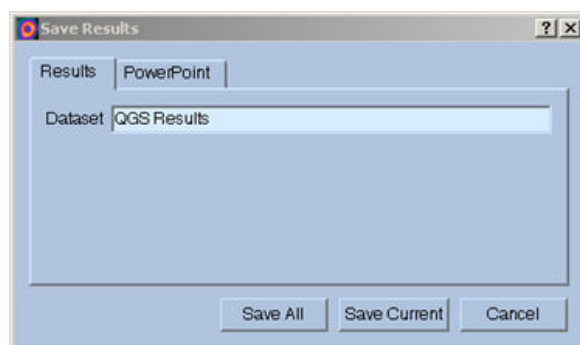 Save Results
Results PowerPoint
Dataset QGS Results
Save All Save Current Cancel